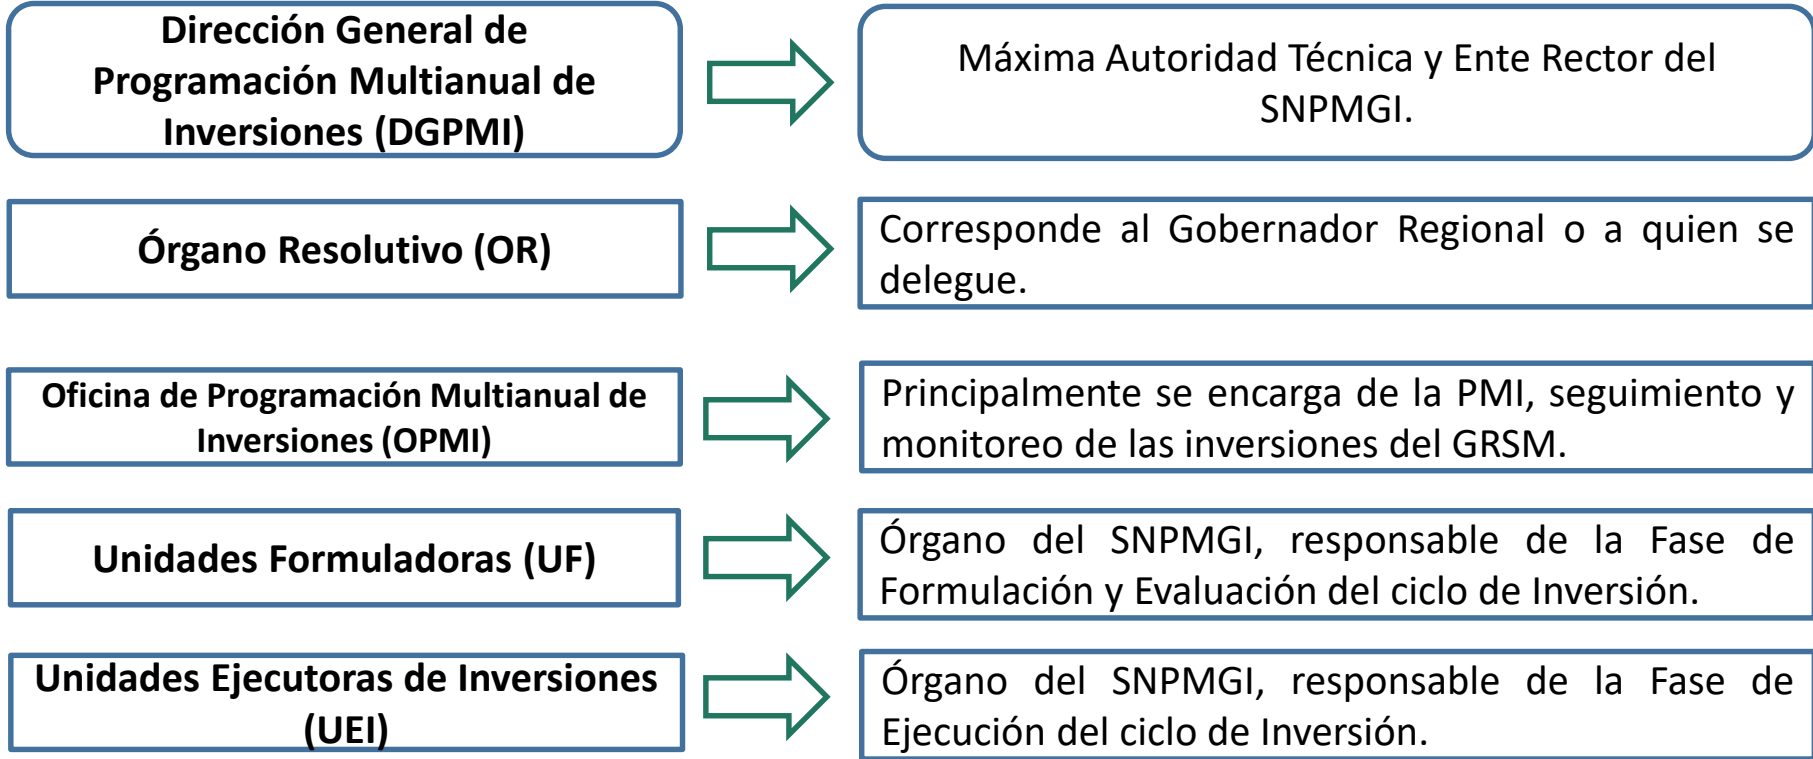 Dirección General de
Programación Multianual de
Inversiones (DGPMI)
Máxima Autoridad Técnica y Ente Rector del
SNPMGI.
Órgano Resolutivo (OR)
Corresponde al Gobernador Regional o a quien se
delegue.
Oficina de Programación Multianual de
Inversiones (OPMI)
Principalmente se encarga de la PMI, seguimiento y
monitoreo de las inversiones del GRSM.
Unidades Formuladoras (UF)
Órgano del SNPMGI, responsable de la Fase de
Formulación y Evaluación del ciclo de Inversión.
Unidades Ejecutoras de Inversiones
(UEI)
Órgano del SNPMGI, responsable de la Fase de
Ejecución del ciclo de Inversión.